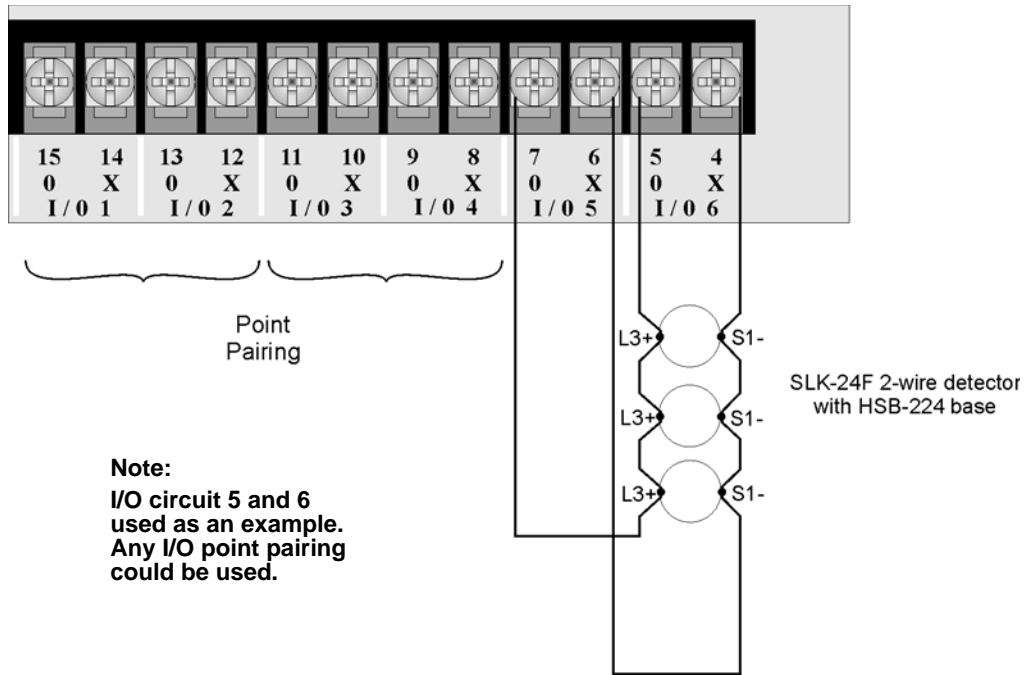 15 14 13 12 11 10 9 8 7 6 5 4
0 X 0 X 0 X 0 X 0 X 0 X
I/0 1 I/0 2 I/0 3 I/0 4 I/0 5 I/0 6
Point
Pairing
L3+ S1-
SLK-24F 2-wire detector
with HSB-224 base
L3+ S1-
L3+ S1-
Note:
I/O circuit 5 and 6
used as an example.
Any I/O point pairing
could be used.